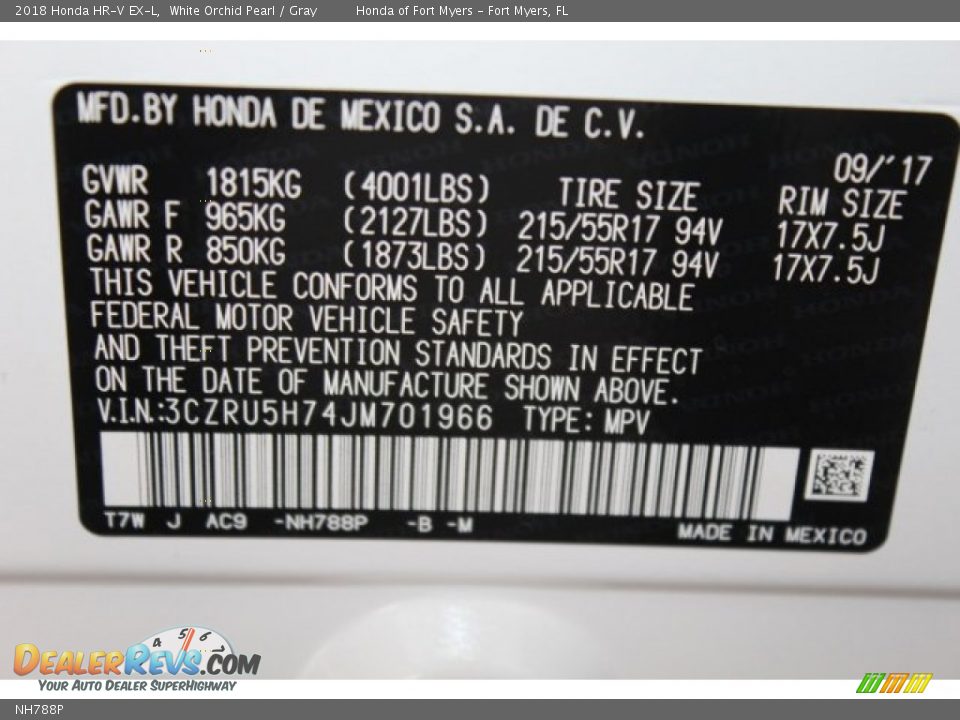 2018 Honda HR-V EX-L, White Orchid Pearl / Gray Honda of Fort Myers - Fort Myers, FL
MFD.BY HONDA DE MEXICO S.A. DE C.V.
09/'17
GVWR 1815KG (4001LBS) TIRE SIZE RIM SIZE
GAWR F 965KG (2127LBS) 215/55R17 94V 17X7.5J
GAWR R 850KG (1873LBS) 215/55R17 94V 17X7.5J
THIS VEHICLE CONFORMS TO ALL APPLICABLE
FEDERAL MOTOR VEHICLE SAFETY
AND THEFT PREVENTION STANDARDS IN EFFECT
ON THE DATE OF MANUFACTURE SHOWN ABOVE.
V.I.N.:3CZRU5H74JM701966 TYPE: MPV
T7W J AC9 -NH788P -B -M MADE IN MEXICO
4 5 6 7
DEALERREVS.COM
YOUR AUTO DEALER SUPERHIGHWAY
NH788P